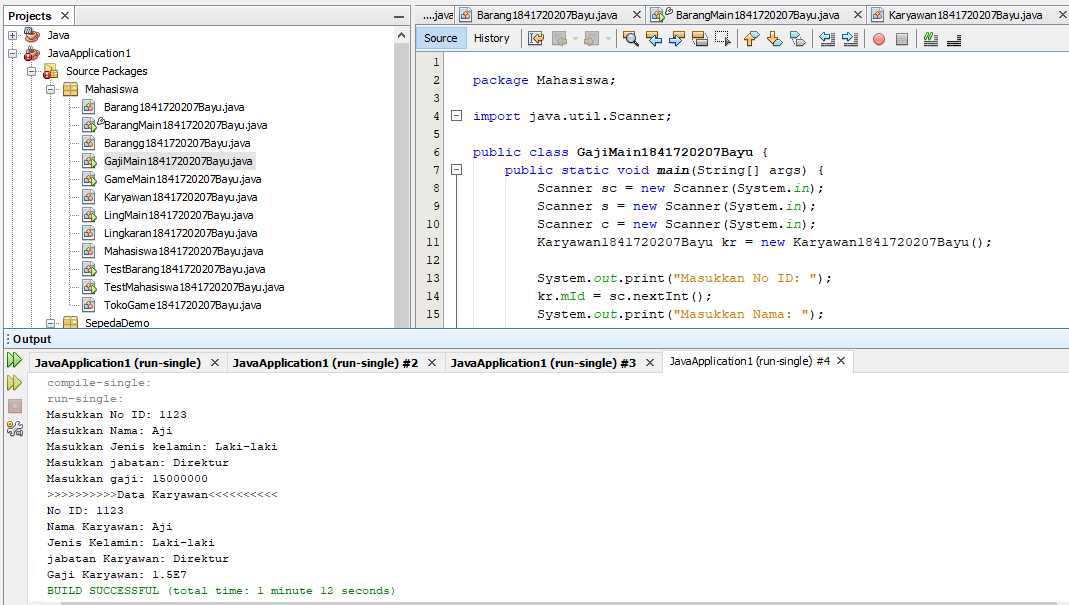 Projects
Java
JavaApplication1
Source Packages
Mahasiswa
Barang1841720207Bayu.java
BarangMain1841720207Bayu.java
Barangg1841720207Bayu.java
GajiMain1841720207Bayu.java
GameMain1841720207Bayu.java
Karyawan1841720207Bayu.java
LingMain1841720207Bayu.java
Lingkaran1841720207Bayu.java
Mahasiswa1841720207Bayu.java
TestBarang1841720207Bayu.java
TestMahasiswa1841720207Bayu.java
TokoGame1841720207Bayu.java
SepedaDemo
....java Barang1841720207Bayu.java BarangMain1841720207Bayu.java Karyawan1841720207Bayu.java
Source History
1
2 package Mahasiswa;
3
4 import java.util.Scanner;
5
6 public class GajiMain1841720207Bayu {
7 public static void main(String[] args) {
8 Scanner sc = new Scanner(System.in);
9 Scanner s = new Scanner(System.in);
10 Scanner c = new Scanner(System.in);
11 Karyawan1841720207Bayu kr = new Karyawan1841720207Bayu();
12
13 System.out.print("Masukkan No ID: ");
14 kr.mId = sc.nextInt();
15 System.out.print("Masukkan Nama: ");
Output
JavaApplication1 (run-single) JavaApplication1 (run-single) #2 JavaApplication1 (run-single) #3 JavaApplication1 (run-single) #4
compile-single:
run-single:
Masukkan No ID: 1123
Masukkan Nama: Aji
Masukkan Jenis kelamin: Laki-laki
Masukkan jabatan: Direktur
Masukkan gaji: 15000000
>>>>>>>>>>Data Karyawan<<<<<<<<<<
No ID: 1123
Nama Karyawan: Aji
Jenis Kelamin: Laki-laki
jabatan Karyawan: Direktur
Gaji Karyawan: 1.5E7
BUILD SUCCESSFUL (total time: 1 minute 12 seconds)